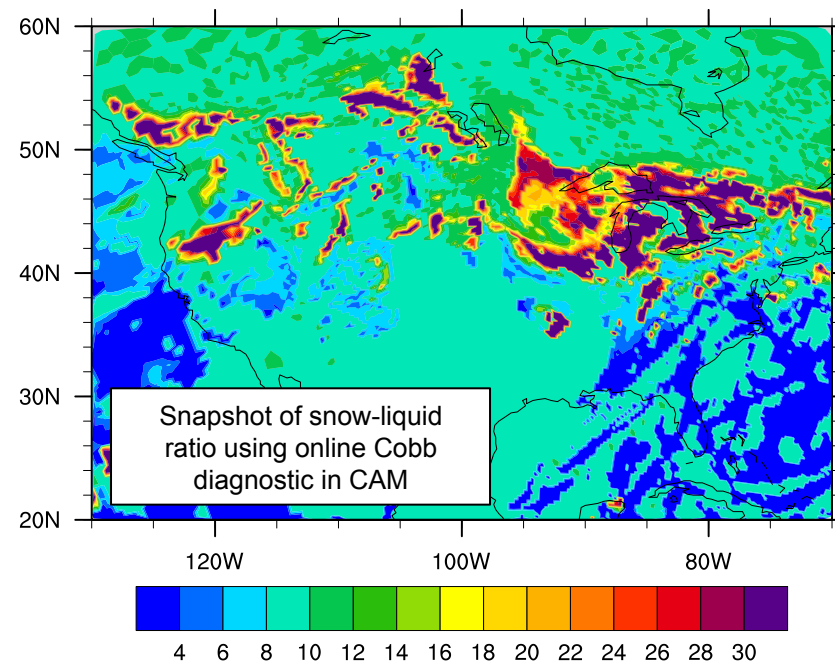 60N
50N
40N
30N
20N
Snapshot of snow-liquid
ratio using online Cobb
diagnostic in CAM
120W 100W 80W
4 6 8 10 12 14 16 18 20 22 24 26 28 30